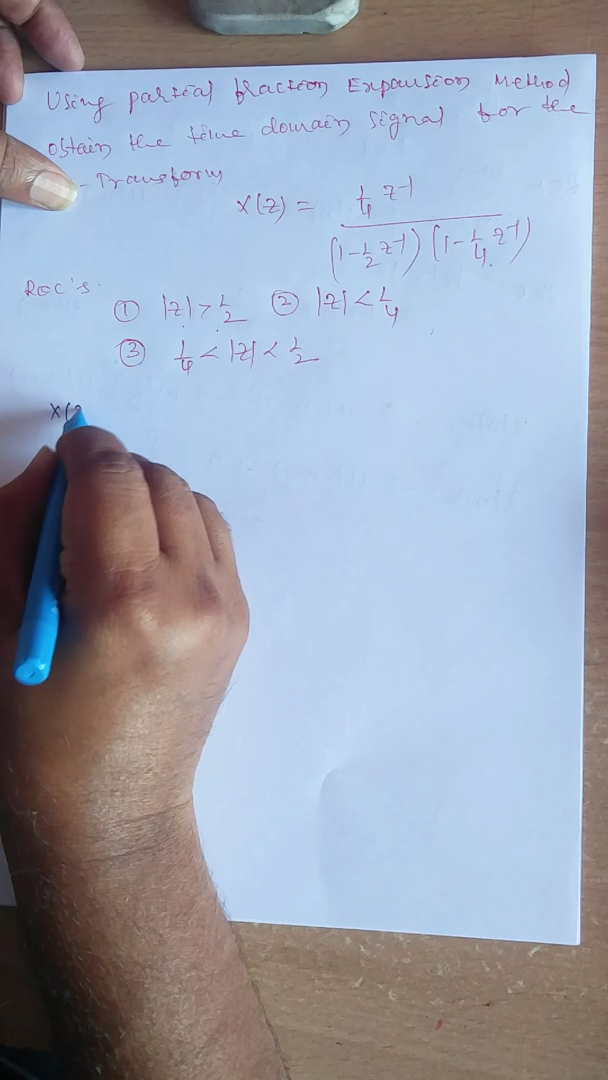 Using partial fraction Expansion Method
obtain the time domain signal for the
- Transform
X(z) = 1/4 z^-1 / (1-1/2 z^-1) (1-1/4 z^-1)
ROC's:
① |z| > 1/2 ② |z| < 1/4
③ 1/4 < |z| < 1/2
X(